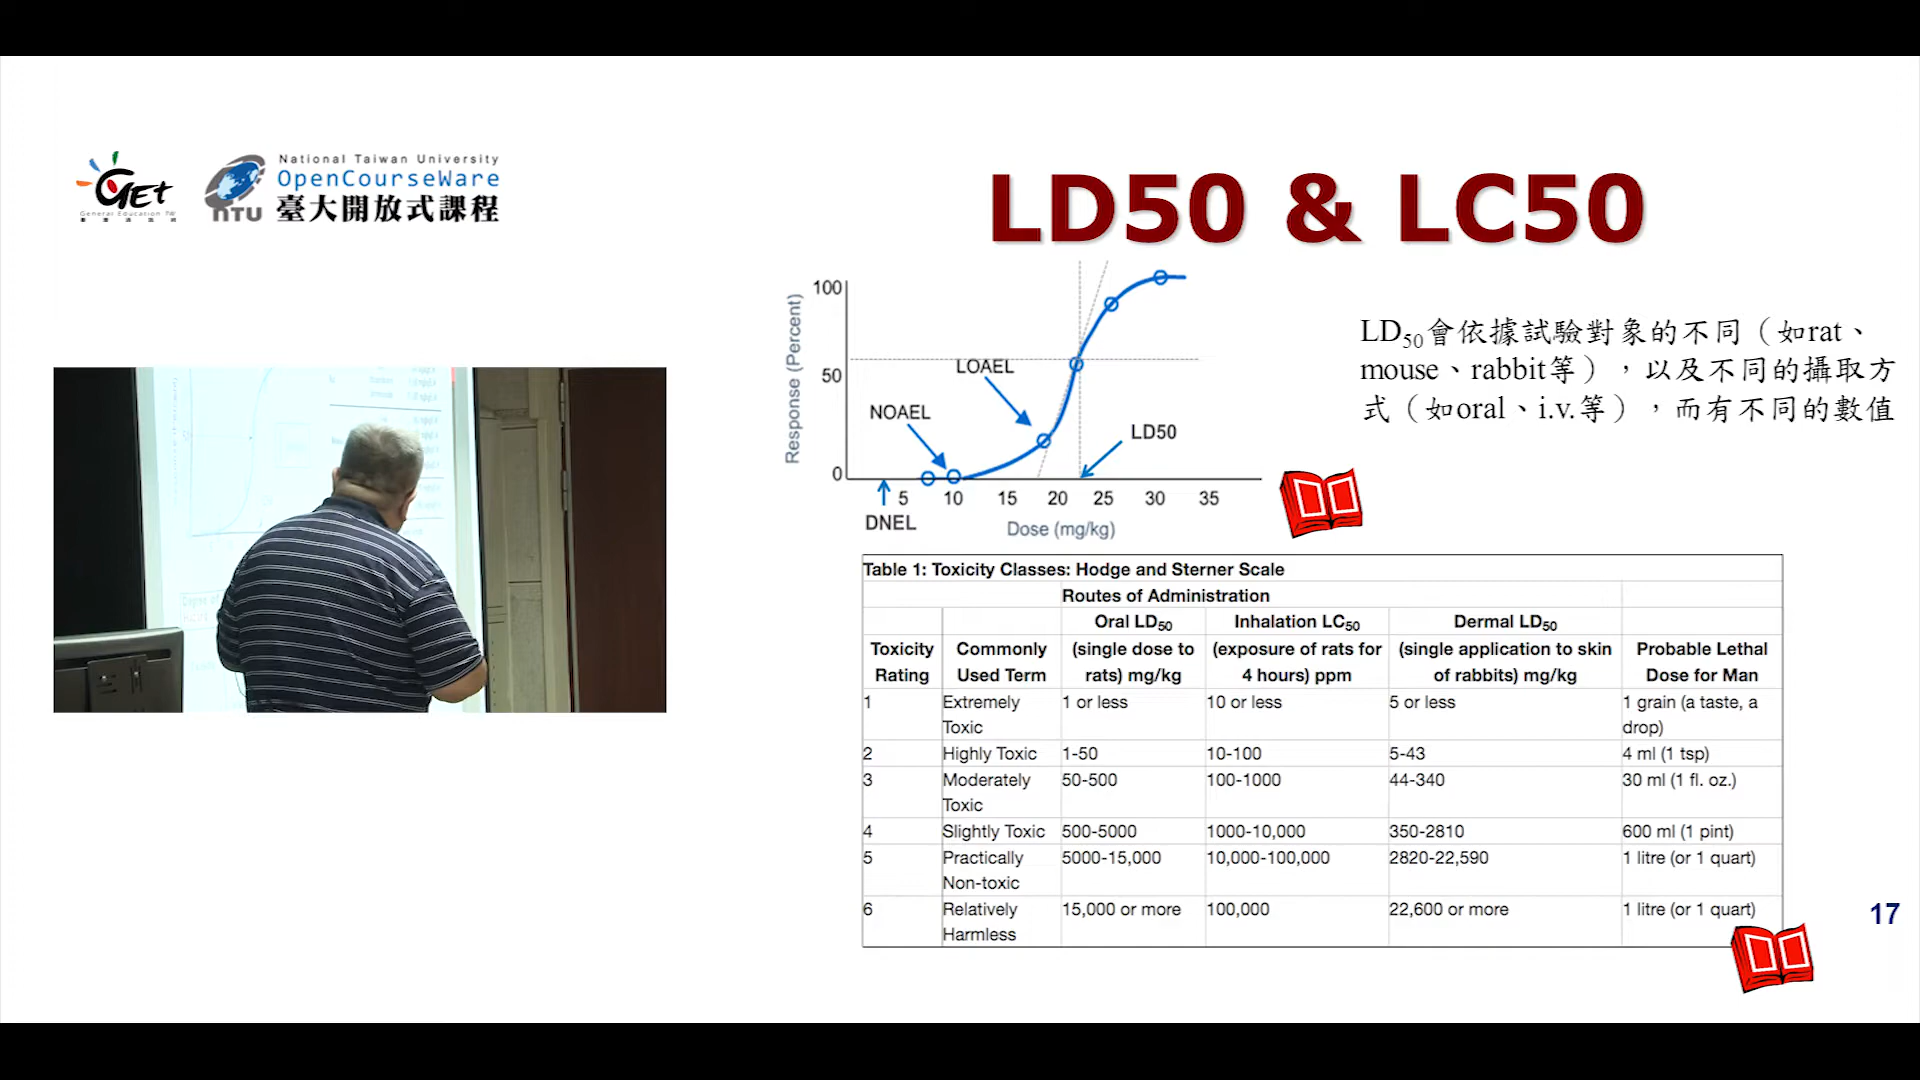 GEt
General Education TW
NTU
National Taiwan University
OpenCourseWare
臺大開放式課程
LD50 & LC50
Response (Percent)
100
50
0
LOAEL
NOAEL
LD50
5 10 15 20 25 30 35
DNEL
Dose (mg/kg)
LD50會依據試驗對象的不同（如rat、
mouse、rabbit等），以及不同的攝取方
式（如oral、i.v.等），而有不同的數值
Table 1: Toxicity Classes: Hodge and Sterner Scale
Routes of Administration
Oral LD50 Inhalation LC50 Dermal LD50
Toxicity Commonly (single dose to (exposure of rats for (single application to skin Probable Lethal
Rating Used Term rats) mg/kg 4 hours) ppm of rabbits) mg/kg Dose for Man
1 Extremely 1 or less 10 or less 5 or less 1 grain (a taste, a
Toxic drop)
2 Highly Toxic 1-50 10-100 5-43 4 ml (1 tsp)
3 Moderately 50-500 100-1000 44-340 30 ml (1 fl. oz.)
Toxic
4 Slightly Toxic 500-5000 1000-10,000 350-2810 600 ml (1 pint)
5 Practically 5000-15,000 10,000-100,000 2820-22,590 1 litre (or 1 quart)
Non-toxic
6 Relatively 15,000 or more 100,000 22,600 or more 1 litre (or 1 quart)
Harmless
17